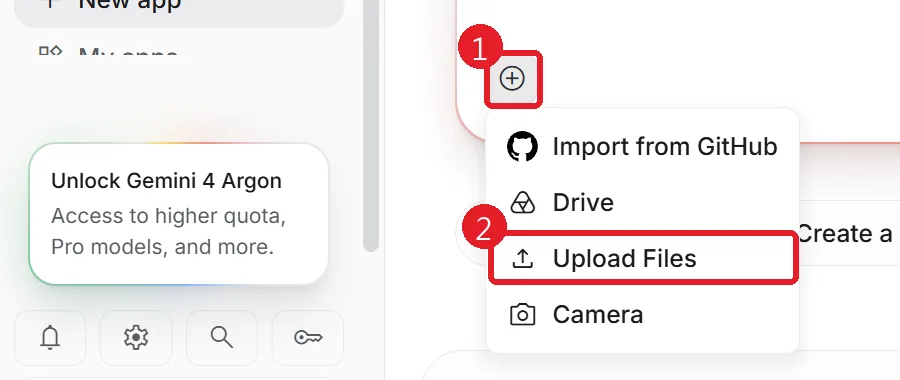 New app
My apps
Unlock Gemini 4 Argon
Access to higher quota,
Pro models, and more.
1
Import from GitHub
Drive
2
Upload Files
Camera
Create a